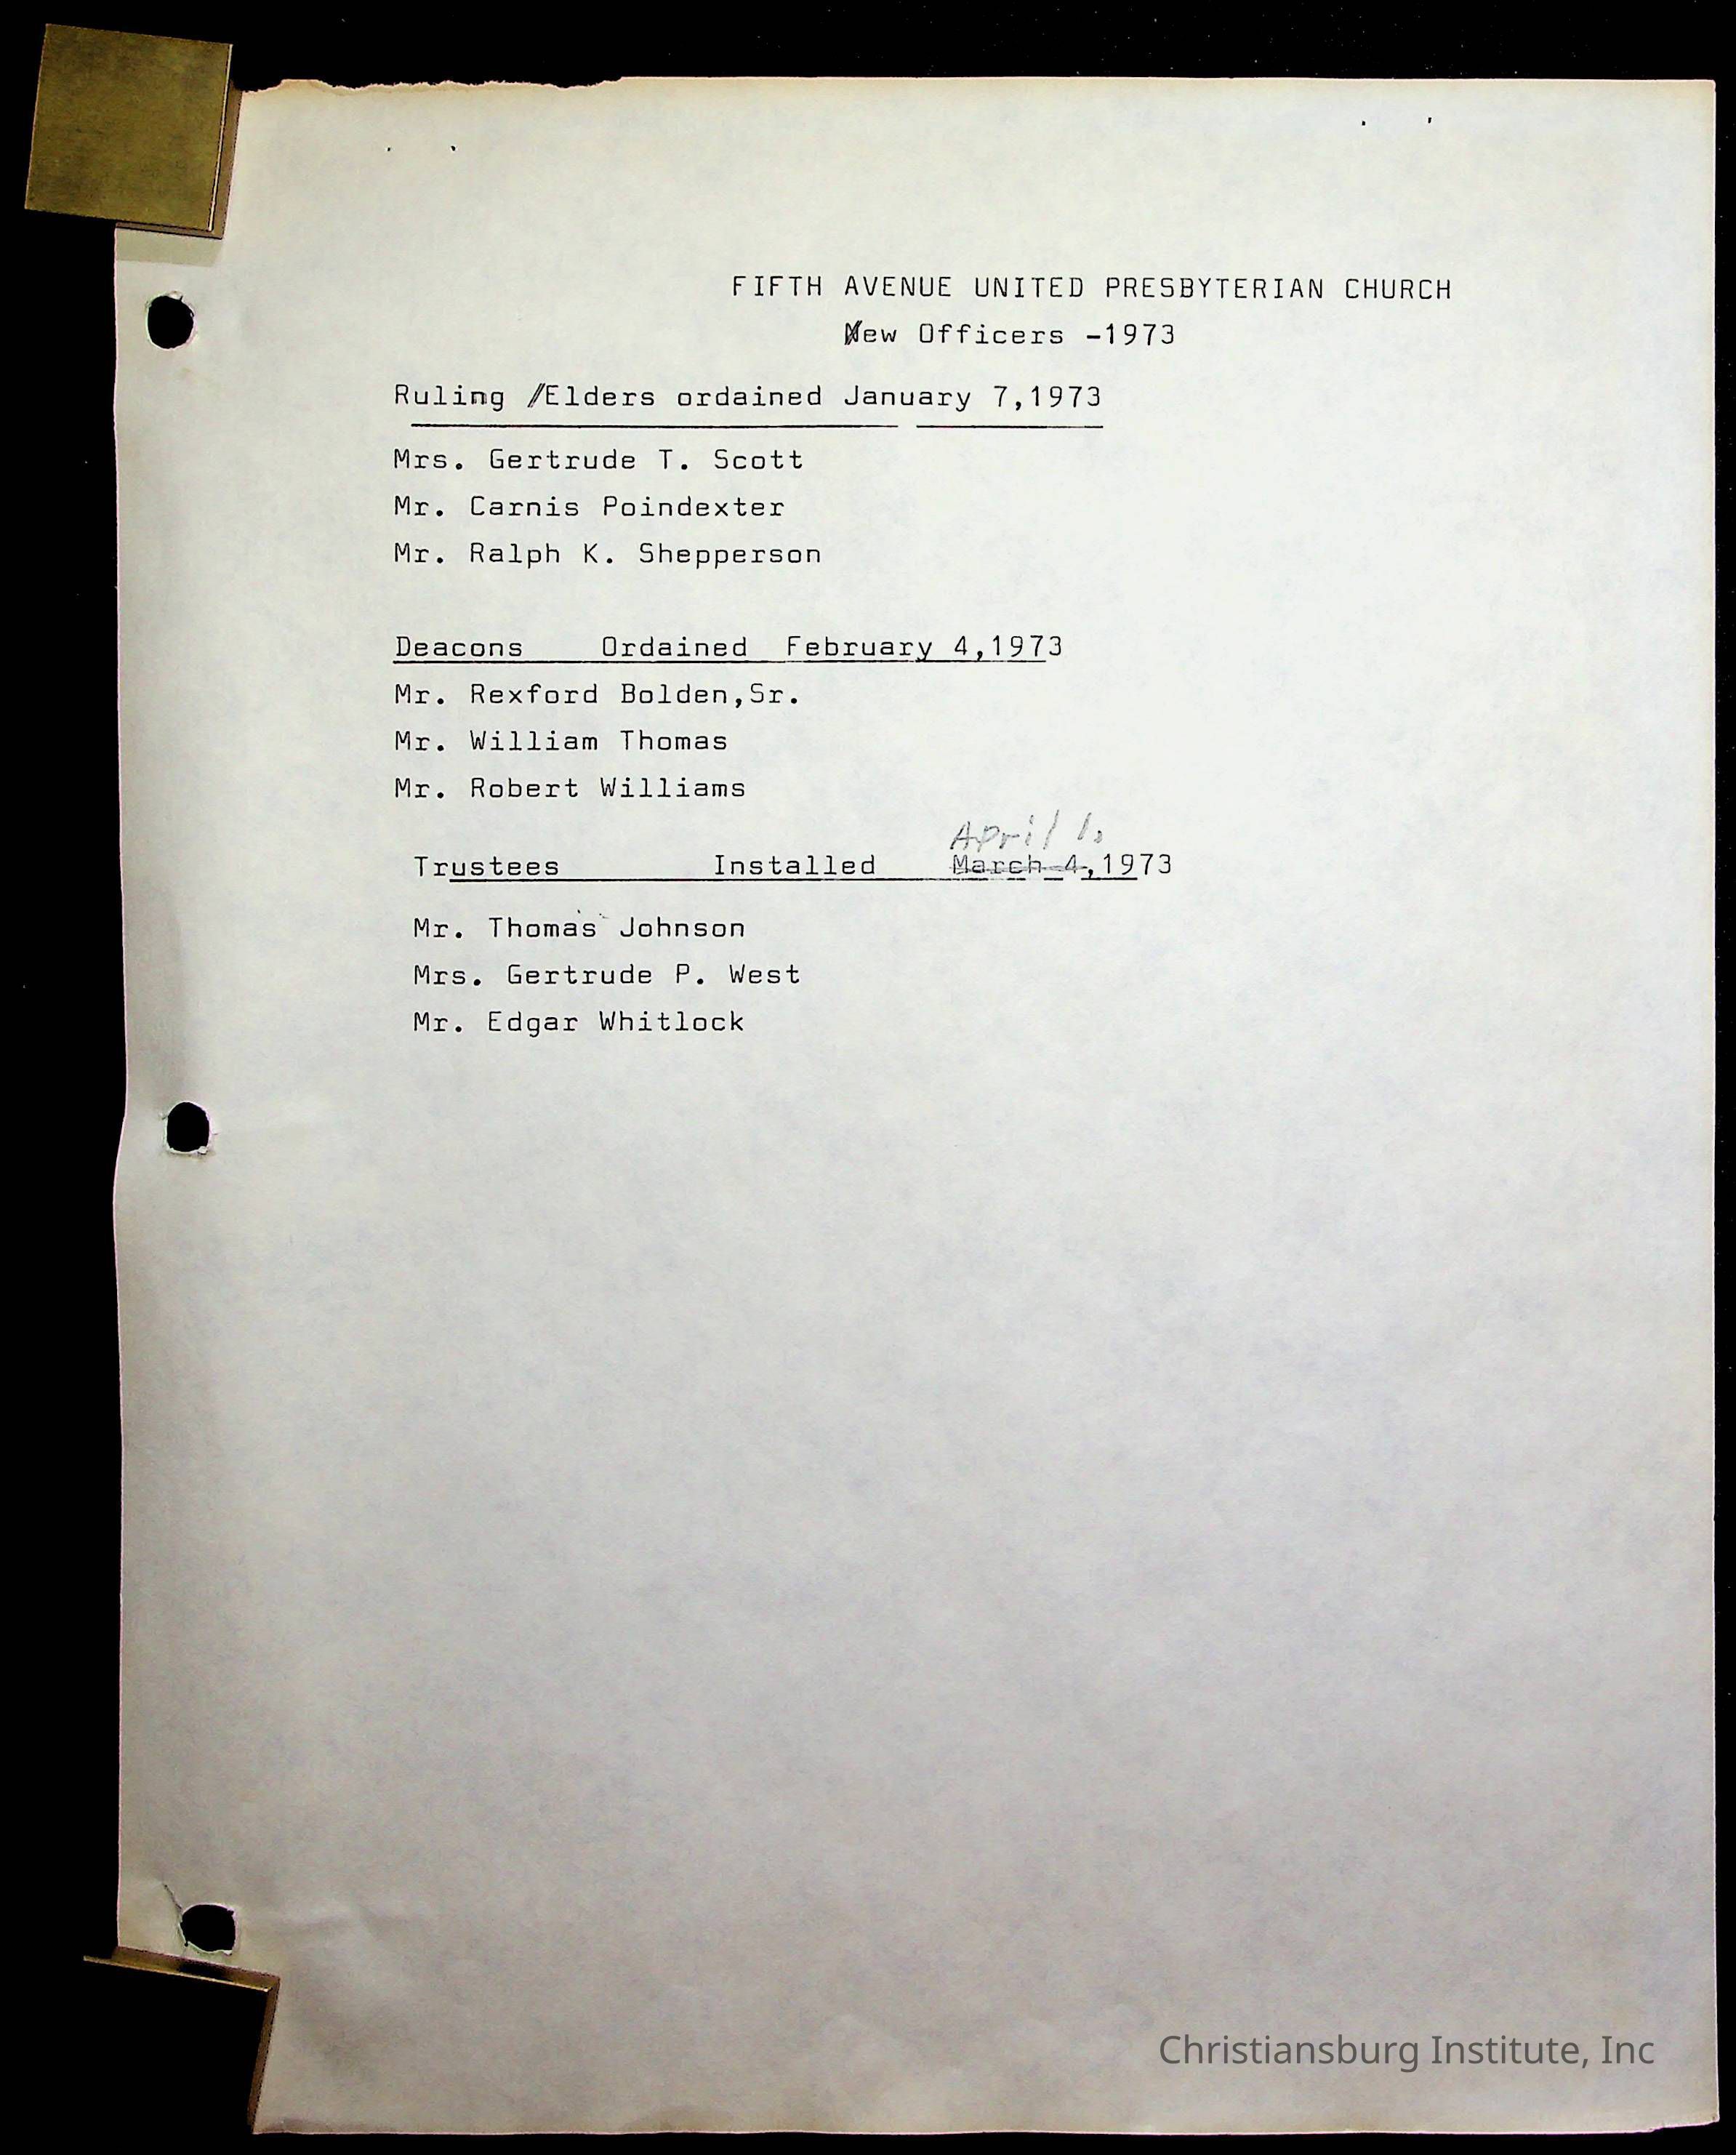 FIFTH AVENUE UNITED PRESBYTERIAN CHURCH
New Officers -1973
Ruling /Elders ordained January 7,1973
Mrs. Gertrude T. Scott
Mr. Carnis Poindexter
Mr. Ralph K. Shepperson
Deacons Ordained February 4,1973
Mr. Rexford Bolden,Sr.
Mr. William Thomas
Mr. Robert Williams
April 1,
Trustees Installed March 4,1973
Mr. Thomas Johnson
Mrs. Gertrude P. West
Mr. Edgar Whitlock
Christiansburg Institute, Inc